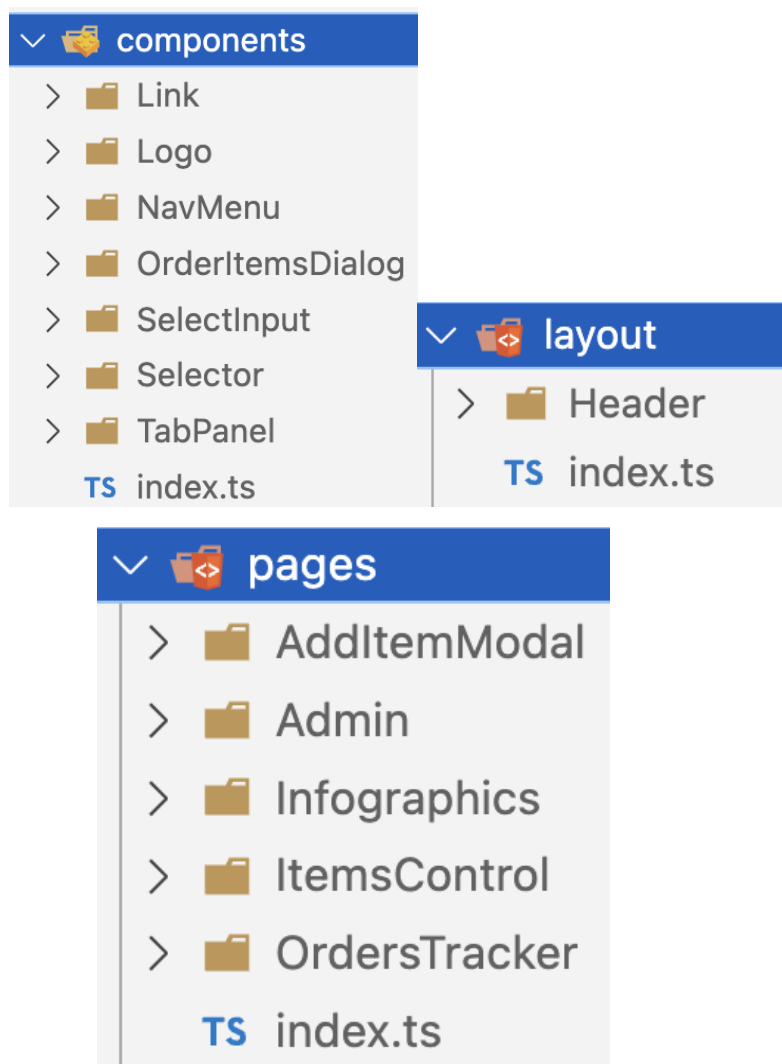 components
Link
Logo
NavMenu
OrderItemsDialog
SelectInput
Selector
TabPanel
TS index.ts
layout
Header
TS index.ts
pages
AddItemModal
Admin
Infographics
ItemsControl
OrdersTracker
TS index.ts